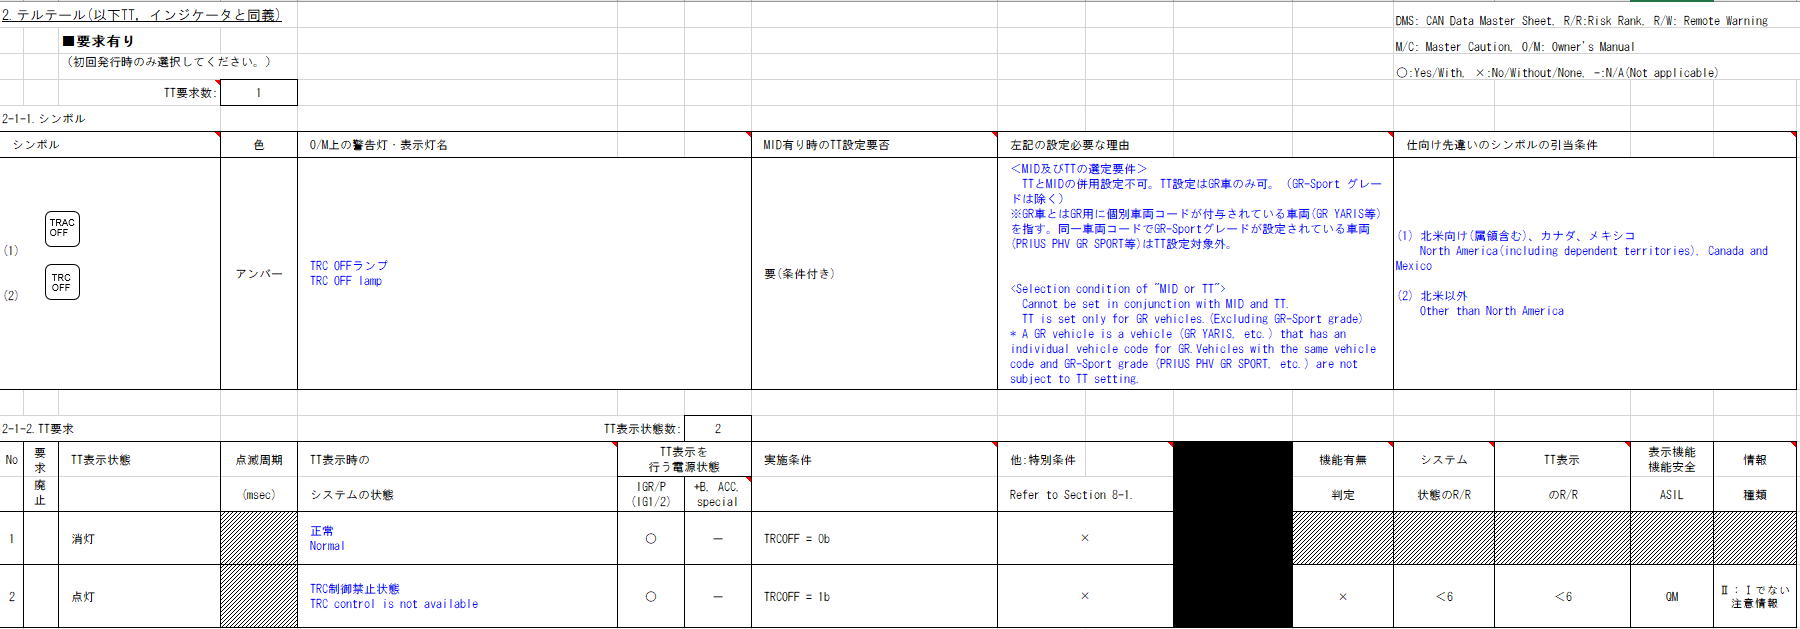 2.テルテール(以下TT, インジケータと同義)
DMS: CAN Data Master Sheet, R/R:Risk Rank, R/W: Remote Warning
■要求有り
M/C: Master Caution, O/M: Owner's Manual
(初回発行時のみ選択してください。)
○:Yes/With, ×:No/Without/None, -:N/A(Not applicable)
TT要求数: 1
2-1-1.シンボル
シンボル 色 O/M上の警告灯・表示灯名 MID有り時のTT設定要否 左記の設定必要な理由 仕向け先違いのシンボルの引当条件
(1)
TRAC
OFF
(2)
TRC
OFF
アンバー
TRC OFFランプ
TRC OFF lamp
要(条件付き)
＜MID及びTTの選定要件＞
TTとMIDの併用設定不可。TT設定はGR車のみ可。（GR-Sport グレー
ドは除く）
※GR車とはGR用に個別車両コードが付与されている車両(GR YARIS等)
を指す。同一車両コードでGR-Sportグレードが設定されている車両
(PRIUS PHV GR SPORT等)はTT設定対象外。
<Selection condition of "MID or TT">
Cannot be set in conjunction with MID and TT.
TT is set only for GR vehicles.(Excluding GR-Sport grade)
* A GR vehicle is a vehicle (GR YARIS, etc.) that has an
individual vehicle code for GR.Vehicles with the same vehicle
code and GR-Sport grade (PRIUS PHV GR SPORT, etc.) are not
subject to TT setting.
(1) 北米向け(属領含む)、カナダ、メキシコ
North America(including dependent territories), Canada and
Mexico
(2) 北米以外
Other than North America
2-1-2.TT要求
TT表示状態数: 2
No
要
求
廃
止
TT表示状態
点滅周期
(msec)
TT表示時の
システムの状態
TT表示を
行う電源状態
IGR/P
(IG1/2)
+B, ACC,
special
実施条件
他:特別条件
Refer to Section 8-1.
機能有無
判定
システム
状態のR/R
TT表示
のR/R
表示機能
機能安全
ASIL
情報
種類
1 消灯
正常
Normal
○ － TRCOFF = 0b ×
2 点灯
TRC制御禁止状態
TRC control is not available
○ － TRCOFF = 1b × × ＜6 ＜6 QM
Ⅱ：Ⅰでない
注意情報